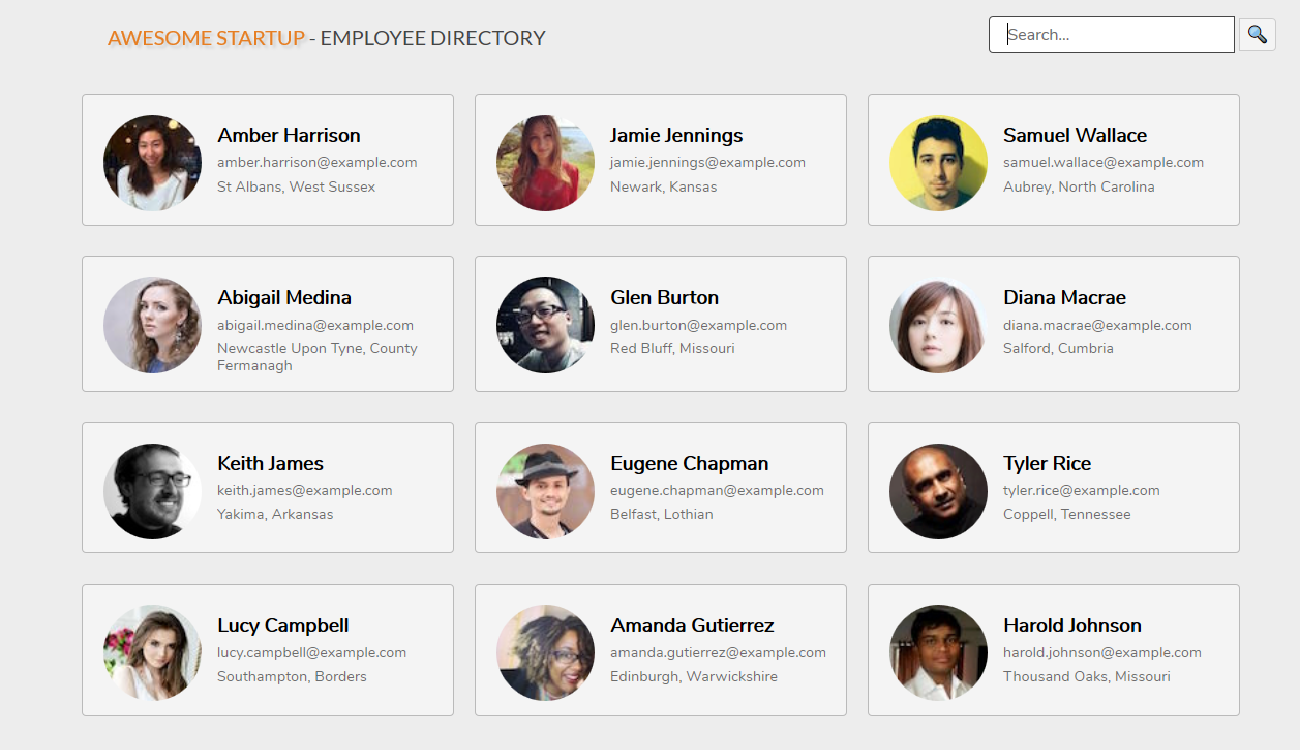 AWESOME STARTUP - EMPLOYEE DIRECTORY
Search...
Amber Harrison
amber.harrison@example.com
St Albans, West Sussex
Jamie Jennings
jamie.jennings@example.com
Newark, Kansas
Samuel Wallace
samuel.wallace@example.com
Aubrey, North Carolina
Abigail Medina
abigail.medina@example.com
Newcastle Upon Tyne, County
Fermanagh
Glen Burton
glen.burton@example.com
Red Bluff, Missouri
Diana Macrae
diana.macrae@example.com
Salford, Cumbria
Keith James
keith.james@example.com
Yakima, Arkansas
Eugene Chapman
eugene.chapman@example.com
Belfast, Lothian
Tyler Rice
tyler.rice@example.com
Coppell, Tennessee
Lucy Campbell
lucy.campbell@example.com
Southampton, Borders
Amanda Gutierrez
amanda.gutierrez@example.com
Edinburgh, Warwickshire
Harold Johnson
harold.johnson@example.com
Thousand Oaks, Missouri